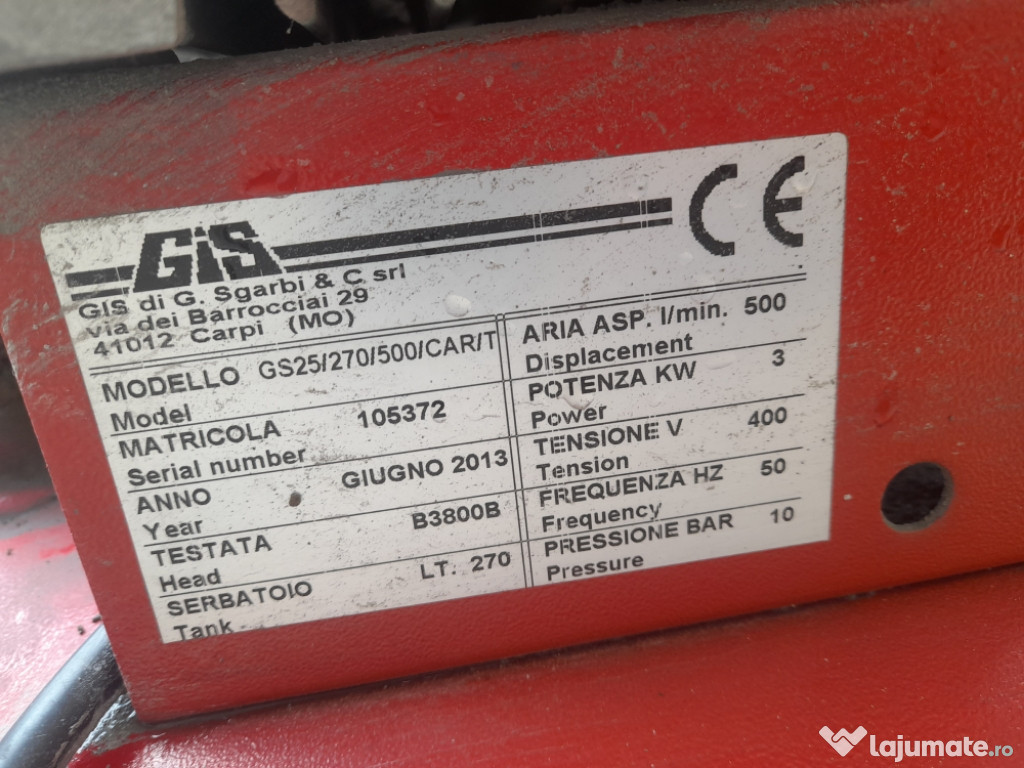 GiS
CE
GIS di G. Sgarbi & C. srl
via dei Barrocciai 29
41012 Carpi (MO)
MODELLO GS25/270/500/CAR/T
Model
MATRICOLA 105372
Serial number
ANNO GIUGNO 2013
Year
TESTATA B3800B
Head
SERBATOIO LT. 270
Tank
ARIA ASP. l/min. 500
Displacement
POTENZA KW 3
Power
TENSIONE V 400
Tension
FREQUENZA HZ 50
Frequency
PRESSIONE BAR 10
Pressure
lajumate.ro